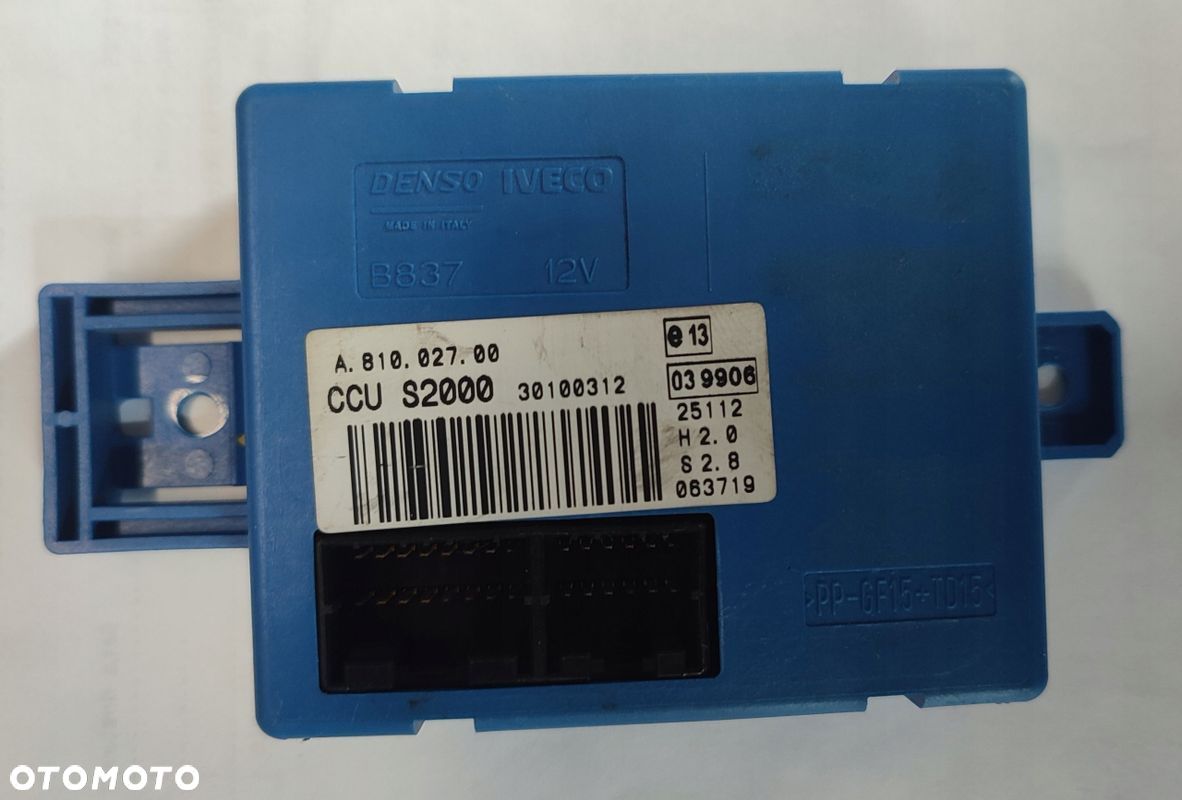 DENSO IVECO
MADE IN ITALY
B837 12V
A.810.027.00
CCU S2000 30100312
e 13
03 9906
25112
H 2.0
S 2.8
063719
>PP-GF15+TD15<
OTOMOTO